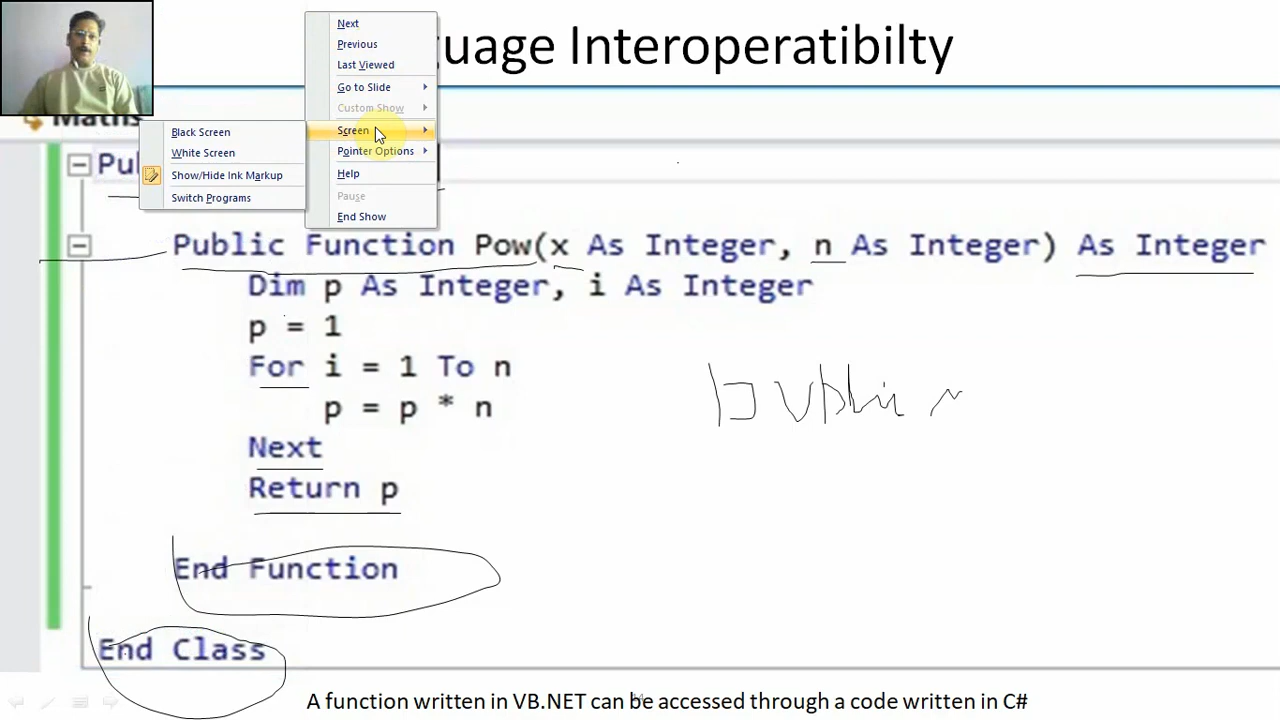 guage Interoperatibilty
Next
Previous
Last Viewed
Go to Slide
Custom Show
Screen
Pointer Options
Help
Pause
End Show
Black Screen
White Screen
Show/Hide Ink Markup
Switch Programs
Maths
Pu
Public Function Pow(x As Integer, n As Integer) As Integer
Dim p As Integer, i As Integer
p = 1
For i = 1 To n
p = p * n
Next
Return p
End Function
End Class
A function written in VB.NET can be accessed through a code written in C#